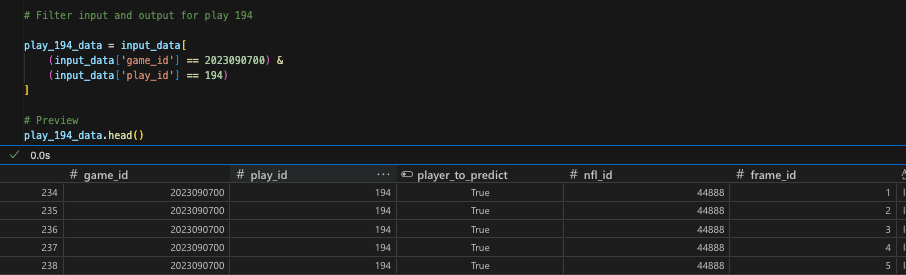 # Filter input and output for play 194
play_194_data = input_data[
(input_data['game_id'] == 2023090700) &
(input_data['play_id'] == 194)
]
# Preview
play_194_data.head()
0.0s
# game_id # play_id ... player_to_predict # nfl_id # frame_id
234 2023090700 194 True 44888 1
235 2023090700 194 True 44888 2
236 2023090700 194 True 44888 3
237 2023090700 194 True 44888 4
238 2023090700 194 True 44888 5